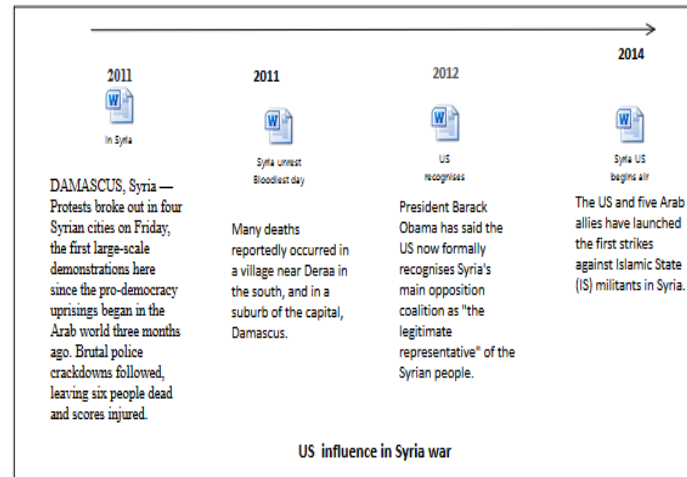 2011
In Syria
DAMASCUS, Syria —
Protests broke out in four
Syrian cities on Friday,
the first large-scale
demonstrations here
since the pro-democracy
uprisings began in the
Arab world three months
ago. Brutal police
crackdowns followed,
leaving six people dead
and scores injured.
2011
Syria unrest
Bloodiest day
Many deaths
reportedly occurred in
a village near Deraa in
the south, and in a
suburb of the capital,
Damascus.
2012
US
recognises
President Barack
Obama has said the
US now formally
recognises Syria's
main opposition
coalition as "the
legitimate
representative" of the
Syrian people.
2014
Syria US
begins air
The US and five Arab
allies have launched
the first strikes
against Islamic State
(IS) militants in Syria.
US influence in Syria war